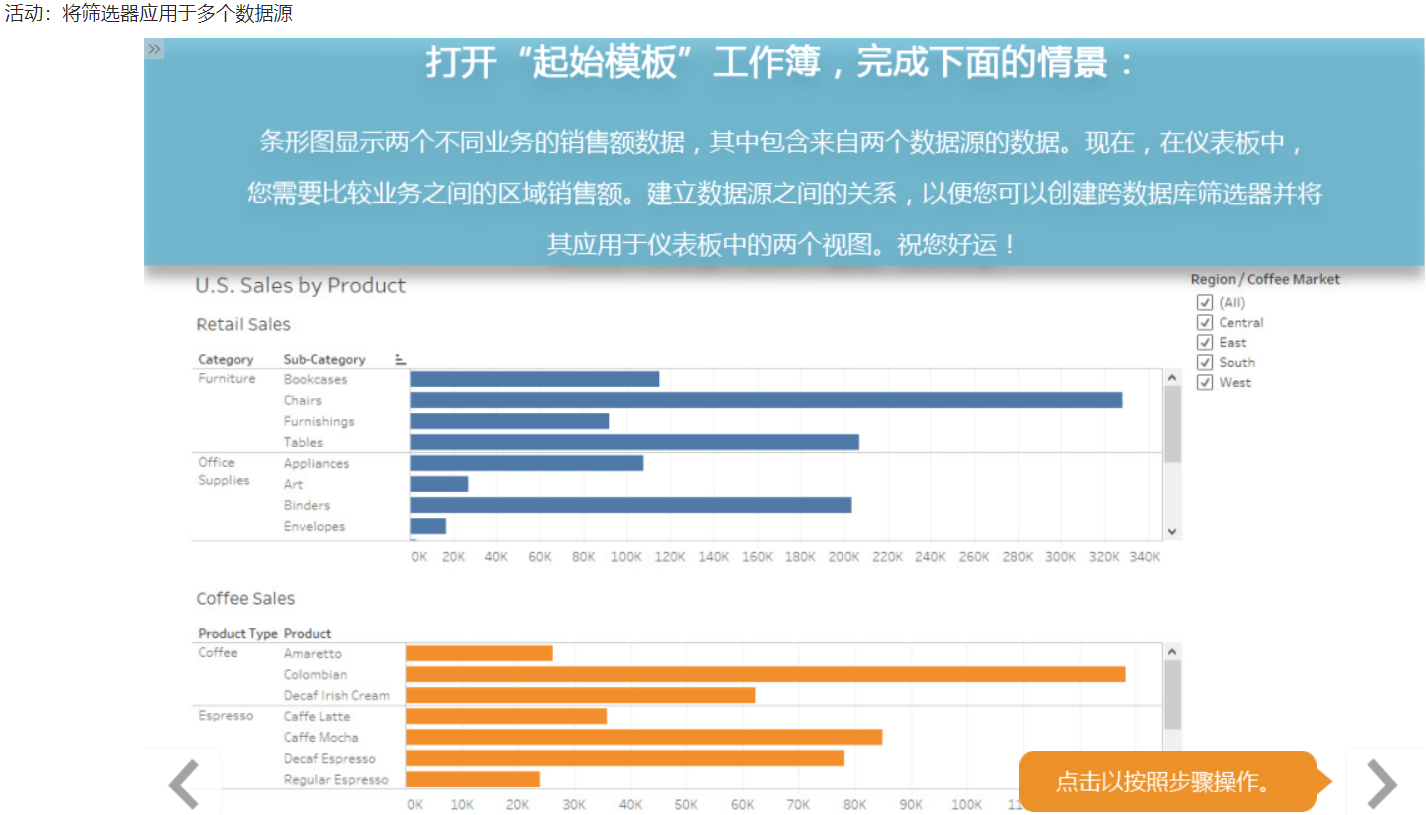 活动：将筛选器应用于多个数据源
打开“起始模板”工作簿，完成下面的情景：
条形图显示两个不同业务的销售额数据，其中包含来自两个数据源的数据。现在，在仪表板中，
您需要比较业务之间的区域销售额。建立数据源之间的关系，以便您可以创建跨数据库筛选器并将
其应用于仪表板中的两个视图。祝您好运！
U.S. Sales by Product
Region / Coffee Market
(All)
Central
East
South
West
Retail Sales
Category Sub-Category
Furniture Bookcases
Chairs
Furnishings
Tables
Office Supplies Appliances
Art
Binders
Envelopes
0K 20K 40K 60K 80K 100K 120K 140K 160K 180K 200K 220K 240K 260K 280K 300K 320K 340K
Coffee Sales
Product Type Product
Coffee Amaretto
Colombian
Decaf Irish Cream
Espresso Caffe Latte
Caffe Mocha
Decaf Espresso
Regular Espresso
0K 10K 20K 30K 40K 50K 60K 70K 80K 90K 100K
点击以按照步骤操作。